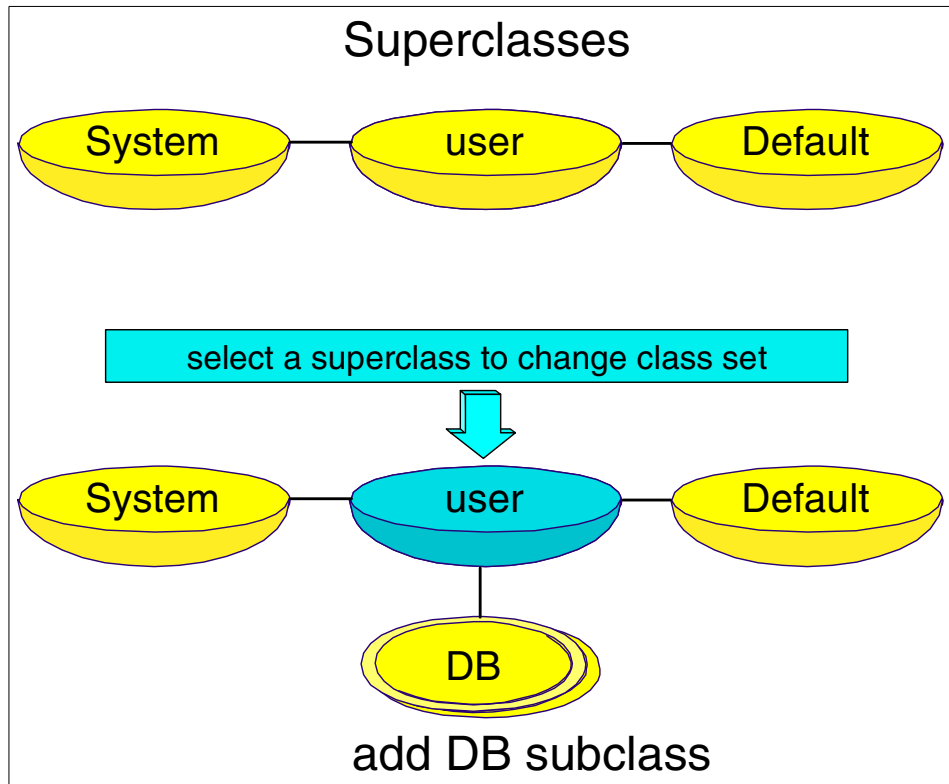 Superclasses
System
user
Default
select a superclass to change class set
System
user
Default
DB
add DB subclass